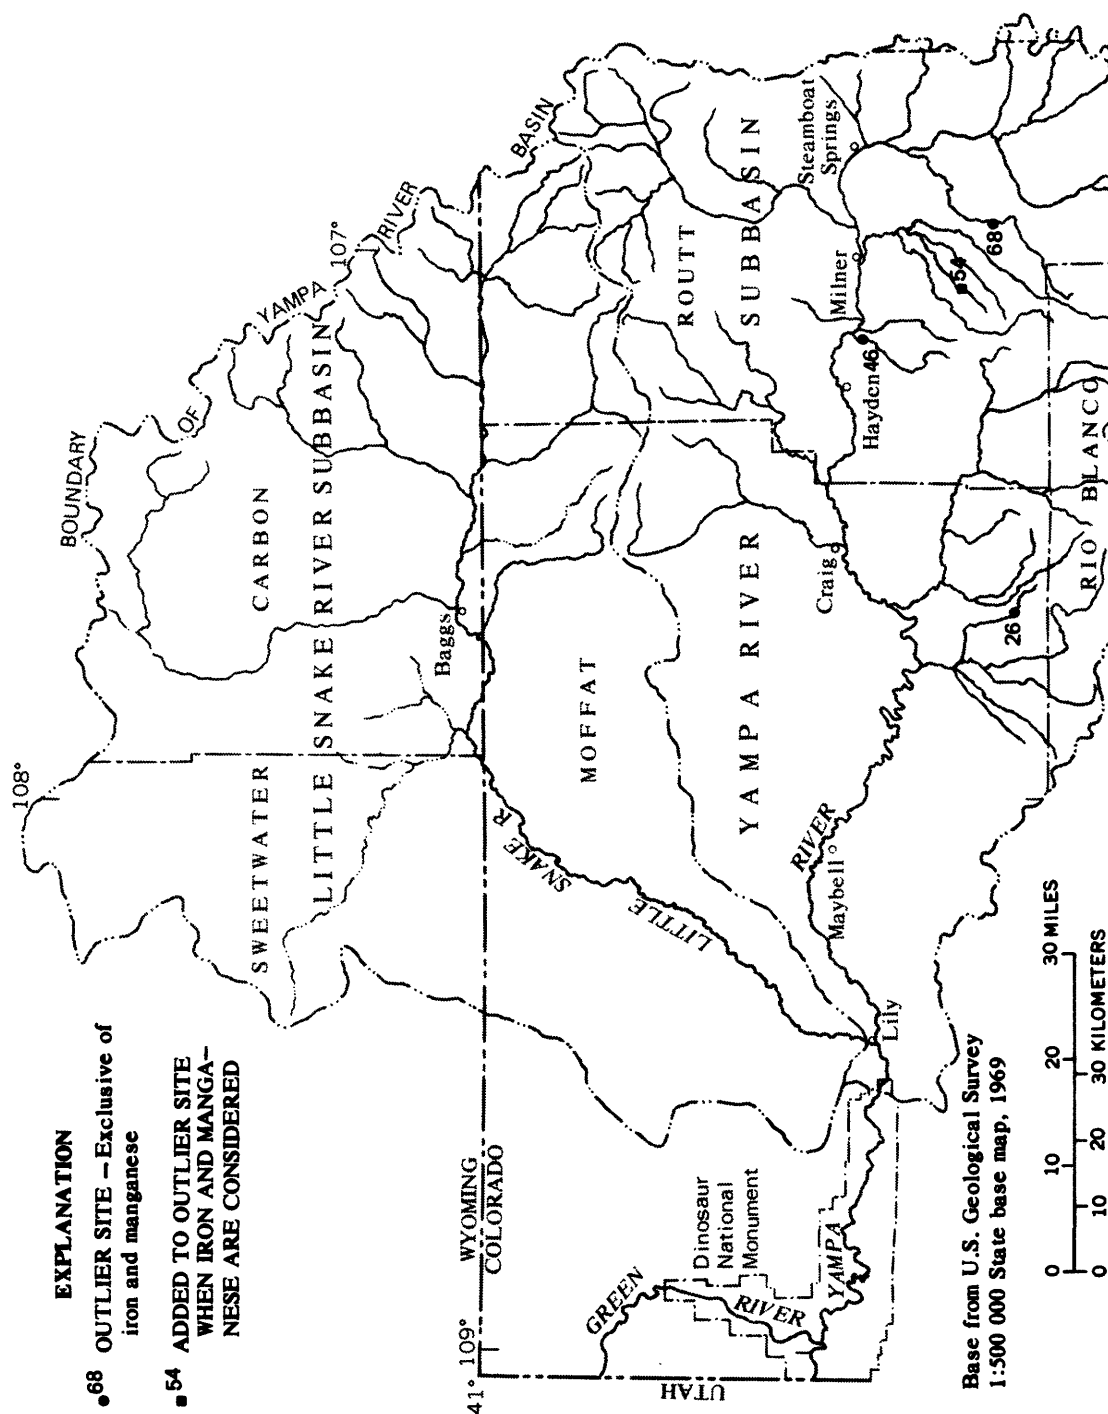 EXPLANATION
●68 OUTLIER SITE – Exclusive of
iron and manganese
■54 ADDED TO OUTLIER SITE
WHEN IRON AND MANGA–
NESE ARE CONSIDERED
108°
BOUNDARY
OF
YAMPA
RIVER
BASIN
107°
SWEETWATER
CARBON
LITTLE SNAKE RIVER SUBBASIN
Baggs
WYOMING
COLORADO
41°
109°
UTAH
GREEN
RIVER
Dinosaur
National
Monument
YAMPA
LITTLE
SNAKE R
MOFFAT
ROUTT
YAMPA RIVER
SUBBASIN
RIVER
Lily
Maybell
Craig
Hayden
46
Milner
Steamboat
Springs
54
68
26
RIO BLANCO
Base from U.S. Geological Survey
1:500 000 State base map, 1969
0 10 20 30 MILES
0 10 20 30 KILOMETERS